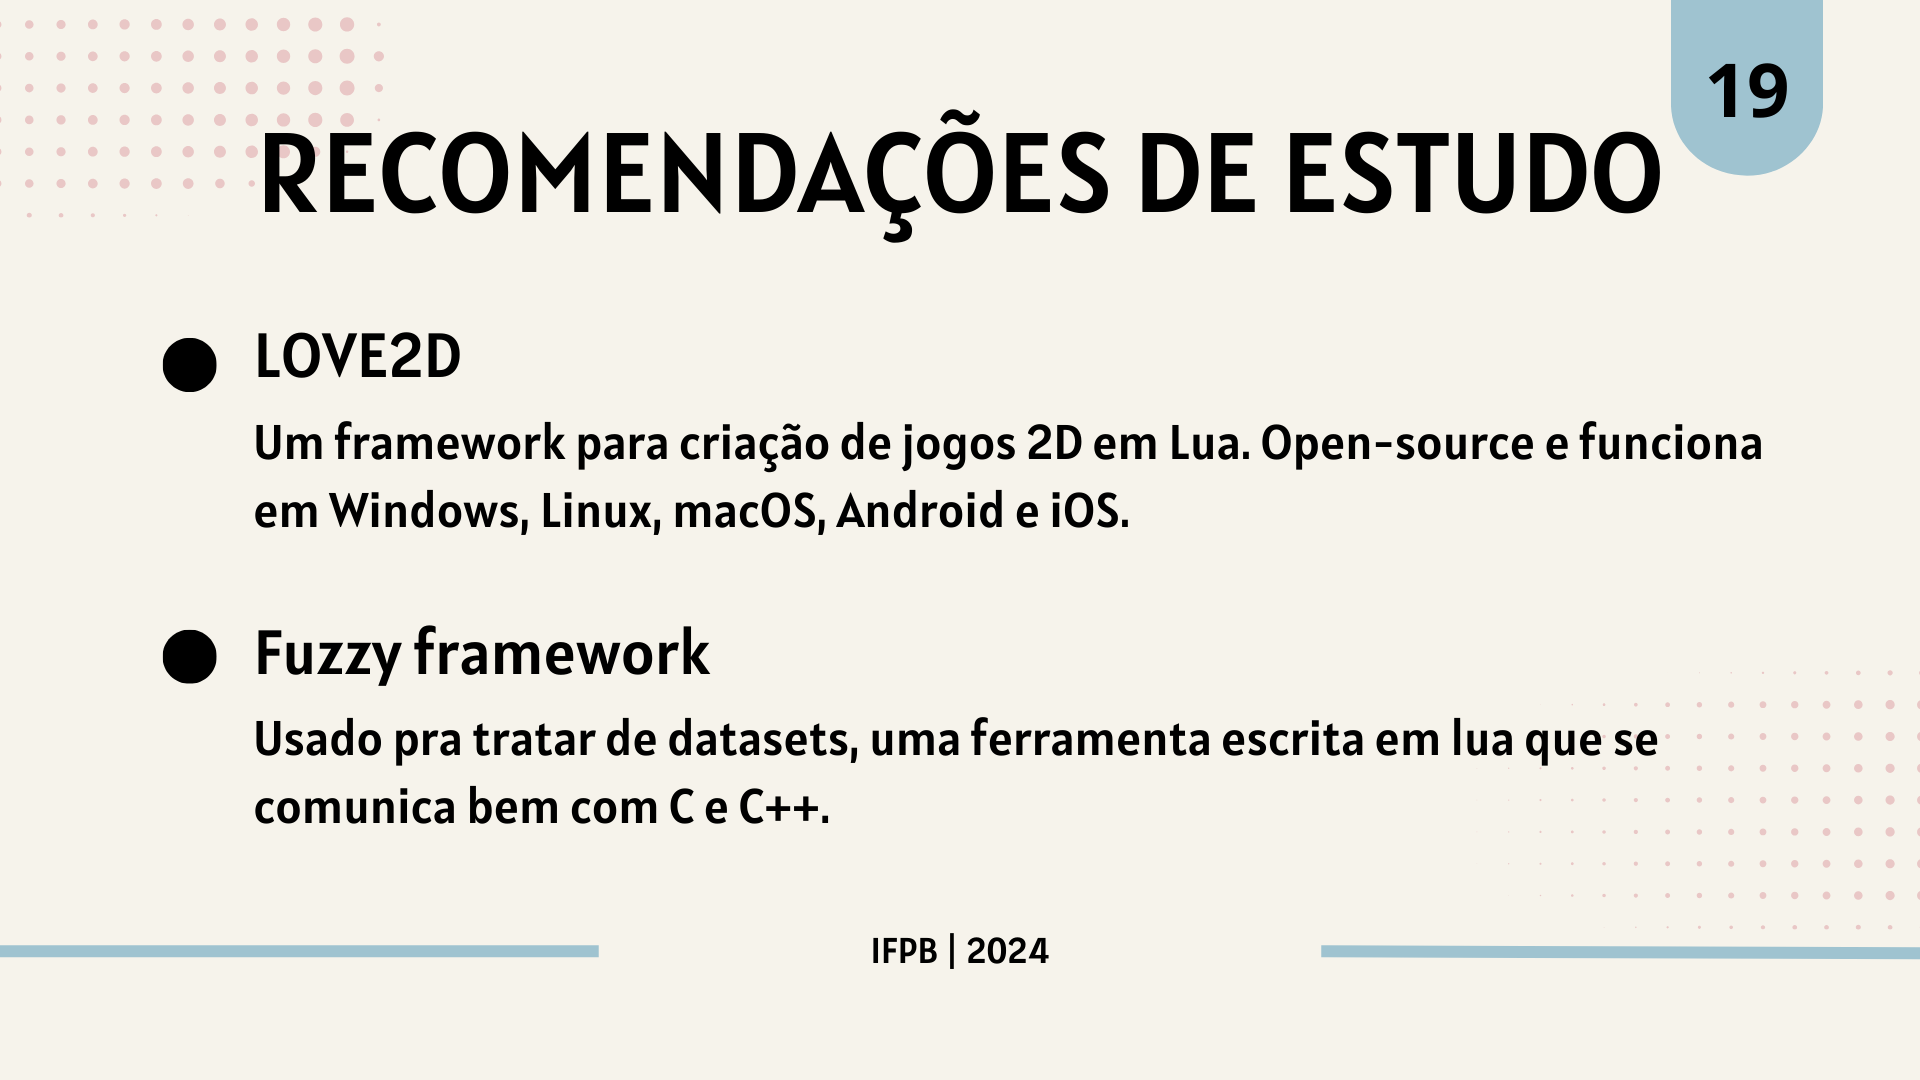 19
RECOMENDAÇÕES DE ESTUDO
LOVE2D
Um framework para criação de jogos 2D em Lua. Open-source e funciona
em Windows, Linux, macOS, Android e iOS.
Fuzzy framework
Usado pra tratar de datasets, uma ferramenta escrita em lua que se
comunica bem com C e C++.
IFPB | 2024